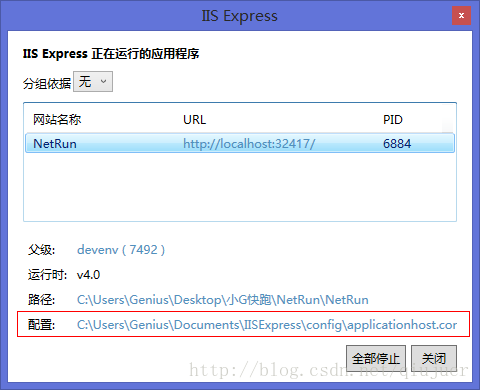 IIS Express
x
IIS Express 正在运行的应用程序
分组依据 无
网站名称 URL PID
NetRun http://localhost:32417/ 6884
父级: devenv ( 7492 )
运行时: v4.0
路径: C:\Users\Genius\Desktop\小G快跑\NetRun\NetRun
配置: C:\Users\Genius\Documents\IISExpress\config\applicationhost.cor
全部停止 关闭
http://blog.csdn.net/qiujuer